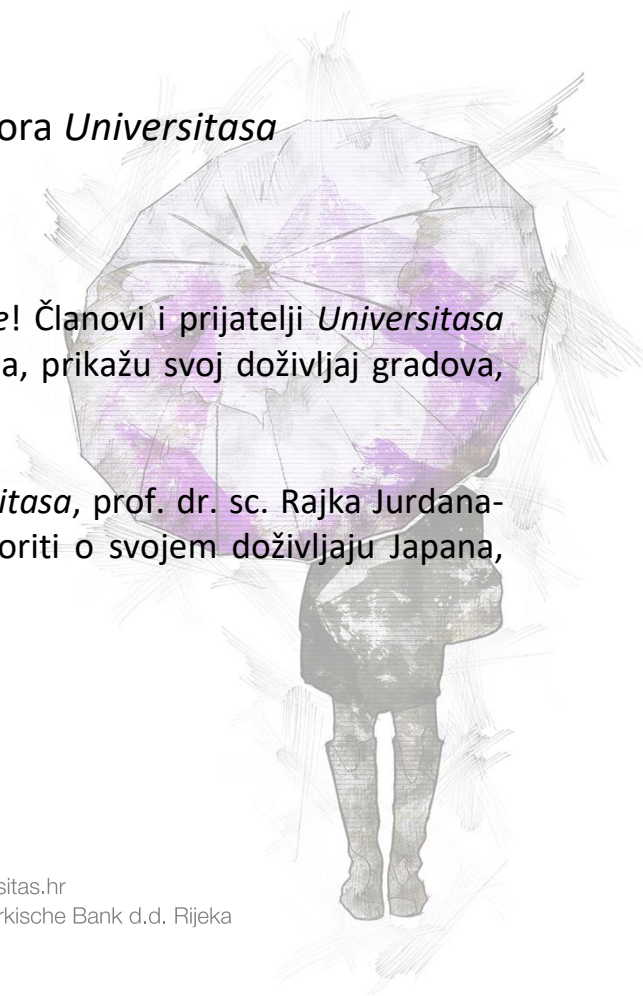 ora Universitasa
e! Članovi i prijatelji Universitasa
a, prikažu svoj doživljaj gradova,
itasa, prof. dr. sc. Rajka Jurdana-
oriti o svojem doživljaju Japana,
sitas.hr
rkische Bank d.d. Rijeka